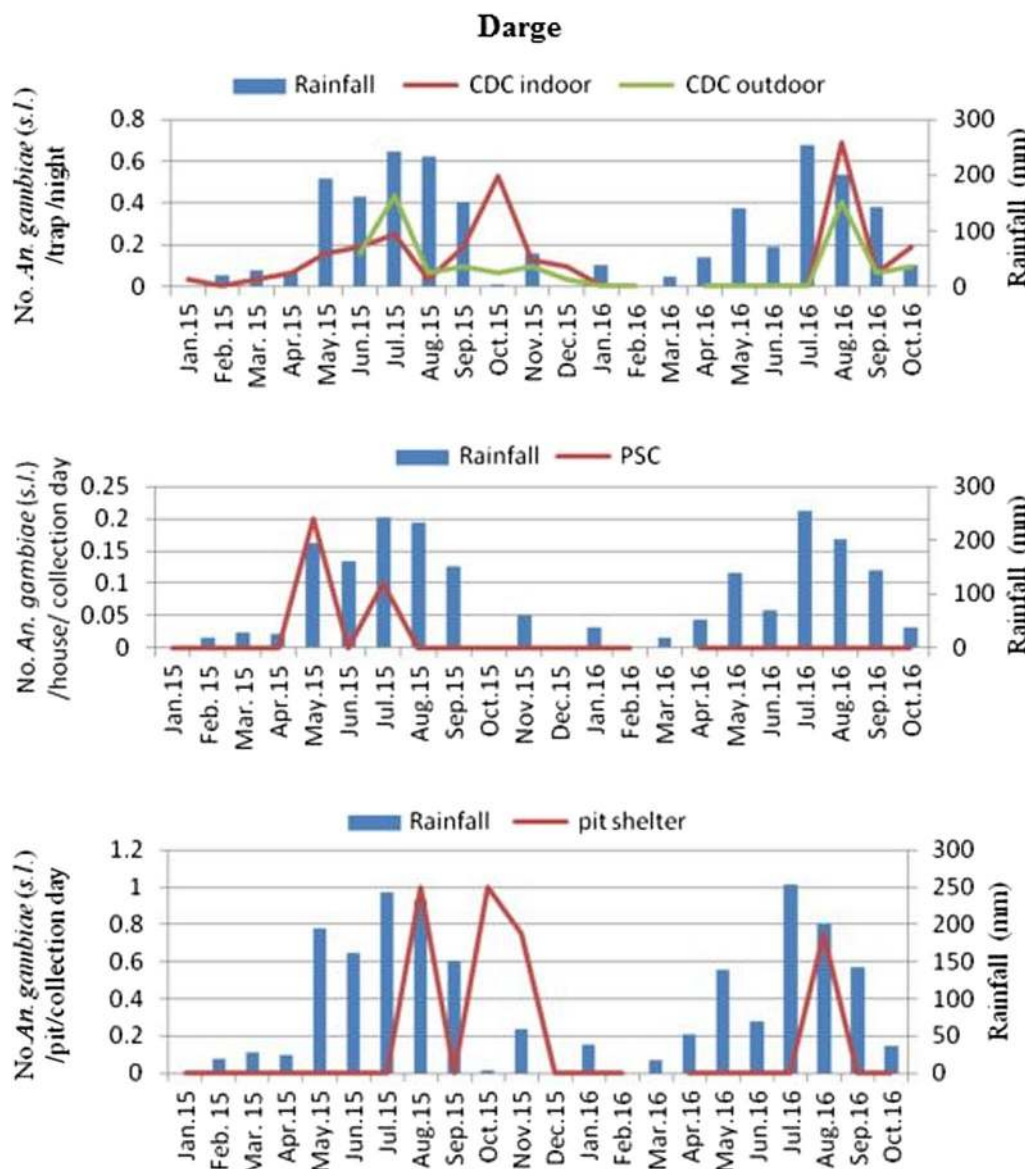 Darge
Rainfall CDC indoor CDC outdoor
No. An. gambiae (s.l.)
/trap/night
0.8
0.6
0.4
0.2
0
300
200
100
0
Rainfall (mm)
Jan.15 Feb. 15 Mar. 15 Apr.15 May.15 Jun.15 Jul.15 Aug.15 Sep.15 Oct.15 Nov.15 Dec.15 Jan.16 Feb.16 Mar.16 Apr.16 May.16 Jun.16 Jul.16 Aug.16 Sep.16 Oct.16
Rainfall PSC
No. An. gambiae (s.l.)
/house/ collection day
0.25
0.2
0.15
0.1
0.05
0
300
200
100
0
Rainfall (mm)
Jan.15 Feb. 15 Mar. 15 Apr.15 May.15 Jun.15 Jul.15 Aug.15 Sep.15 Oct.15 Nov.15 Dec.15 Jan.16 Feb.16 Mar.16 Apr.16 May.16 Jun.16 Jul.16 Aug.16 Sep.16 Oct.16
Rainfall pit shelter
No.An. gambiae (s.l.)
/pit/collection day
1.2
1
0.8
0.6
0.4
0.2
0
300
250
200
150
100
50
0
Rainfall (mm)
Jan.15 Feb. 15 Mar. 15 Apr.15 May.15 Jun.15 Jul.15 Aug.15 Sep.15 Oct.15 Nov.15 Dec.15 Jan.16 Feb.16 Mar.16 Apr.16 May.16 Jun.16 Jul.16 Aug.16 Sep.16 Oct.16